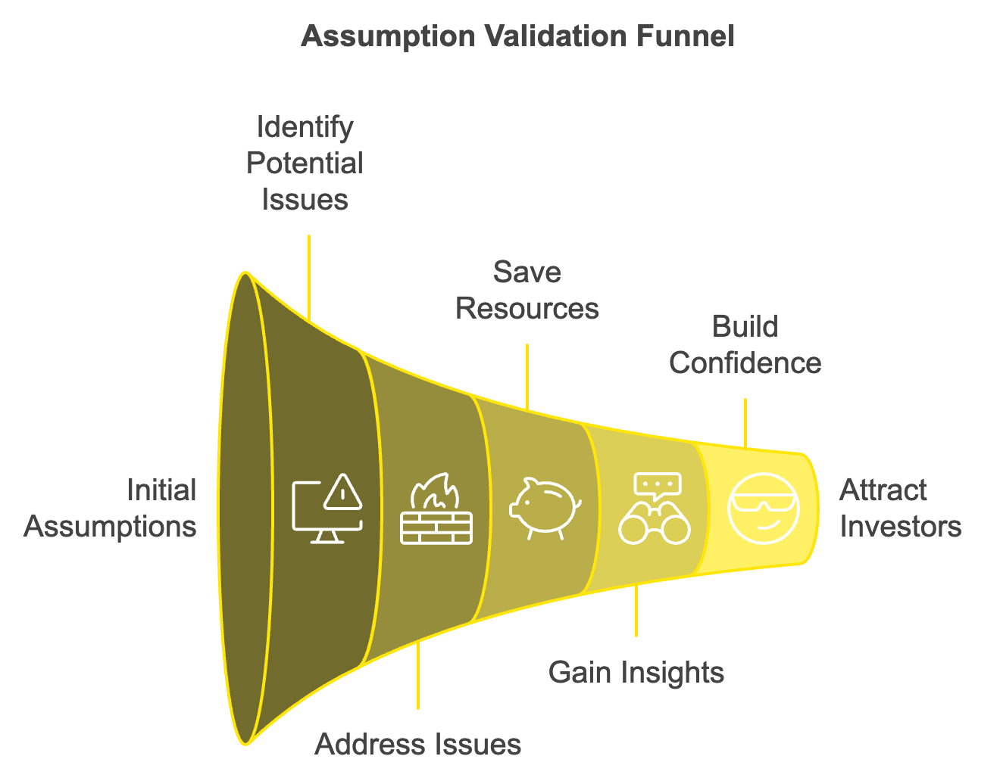 Assumption Validation Funnel
Identify
Potential
Issues
Save
Resources
Build
Confidence
Initial
Assumptions
Attract
Investors
Gain Insights
Address Issues